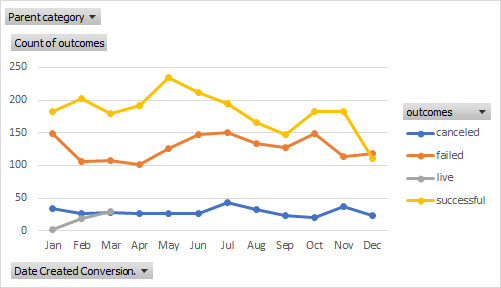 Parent category
Count of outcomes
250
200
150
100
50
0
Jan Feb Mar Apr May Jun Jul Aug Sep Oct Nov Dec
outcomes
canceled
failed
live
successful
Date Created Conversion.